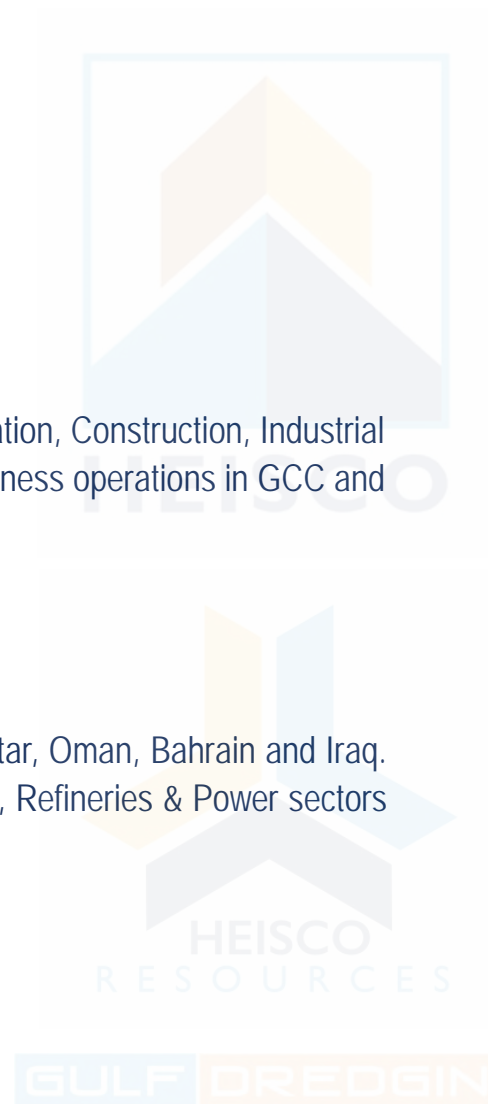 ation, Construction, Industrial
HEISCO
ness operations in GCC and
tar, Oman, Bahrain and Iraq.
, Refineries & Power sectors
HEISCO
RESOURCES
GULF DREDGIN